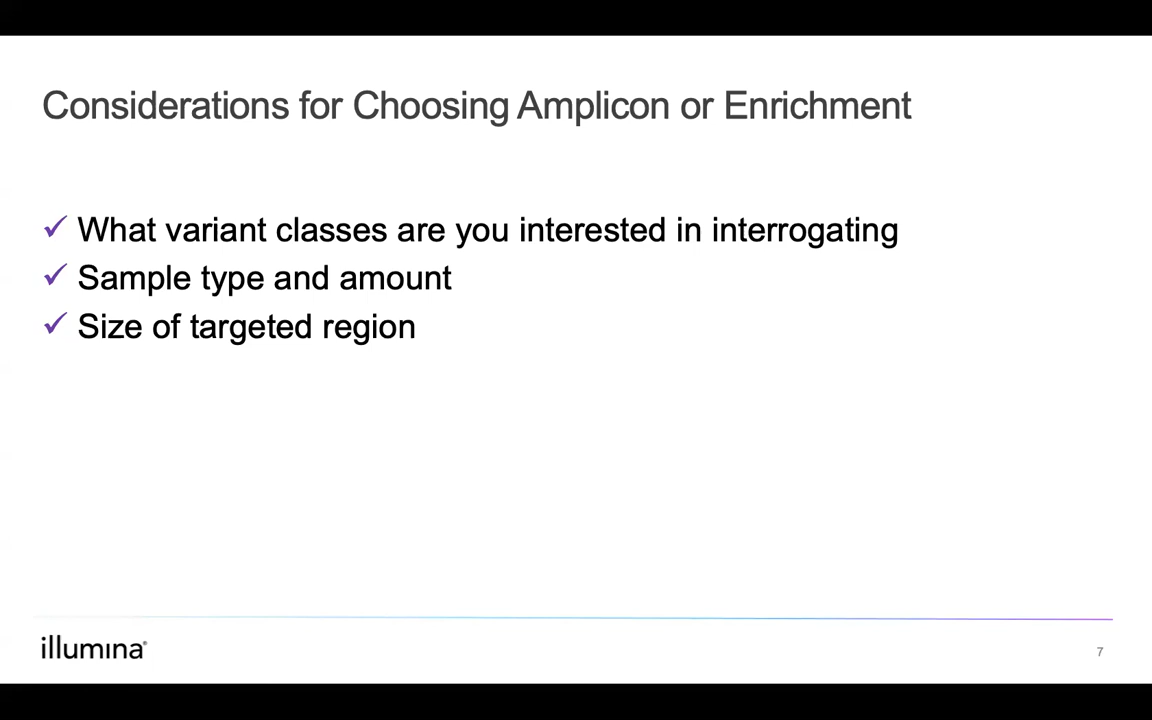 Considerations for Choosing Amplicon or Enrichment
✓ What variant classes are you interested in interrogating
✓ Sample type and amount
✓ Size of targeted region
illumina®
7